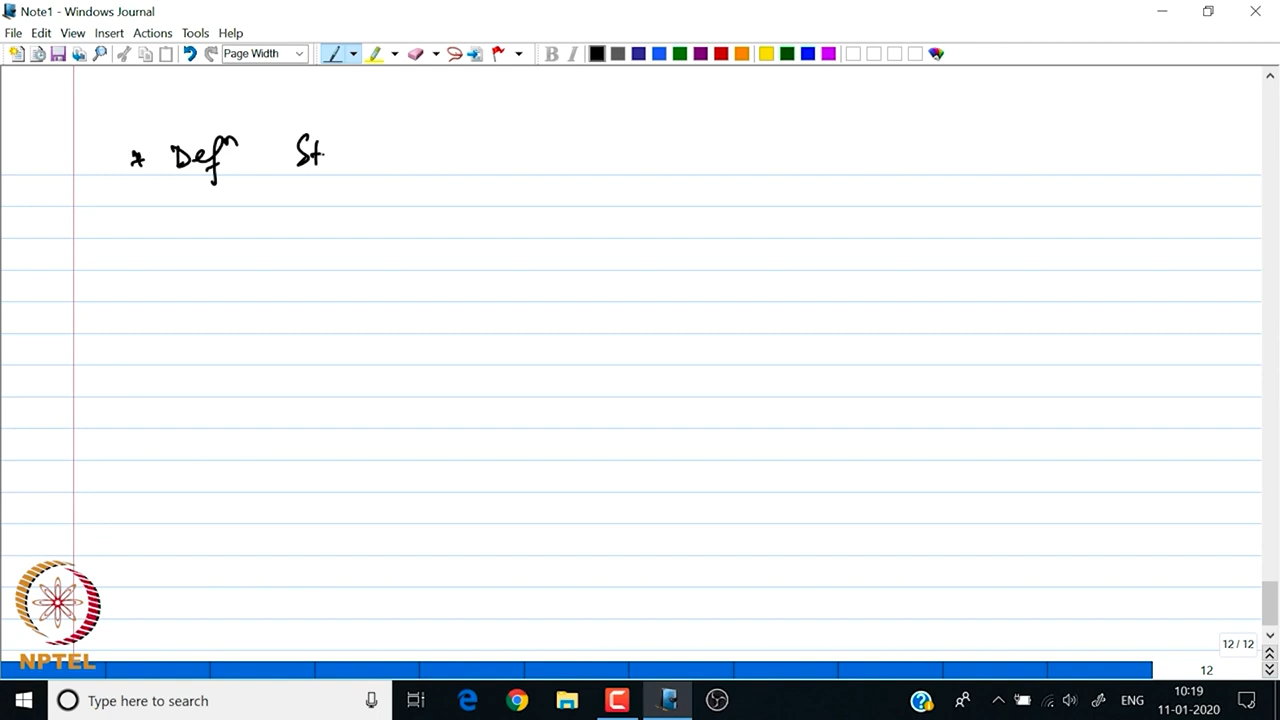 Note1 - Windows Journal
File Edit View Insert Actions Tools Help
Page Width
B I
* Defⁿ St
NPTEL
12 / 12
12
Type here to search
ENG
10:19
11-01-2020